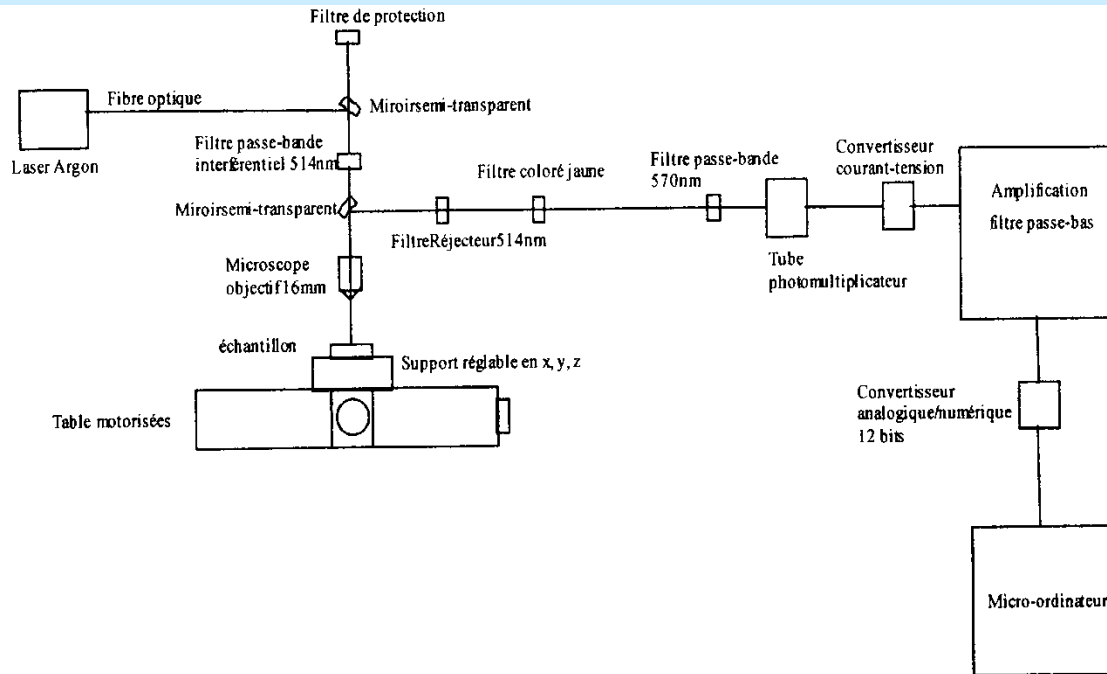 Filtre de protection
Fibre optique
Miroirsemi-transparent
Laser Argon
Filtre passe-bande
interférentiel 514nm
Miroirsemi-transparent
Filtre coloré jaune
FiltreRéjecteur514nm
Filtre passe-bande
570nm
Convertisseur
courant-tension
Amplification
filtre passe-bas
Tube
photomultiplicateur
Microscope
objectif16mm
échantillon
Support réglable en x, y, z
Table motorisées
Convertisseur
analogique/numérique
12 bits
Micro-ordinateur